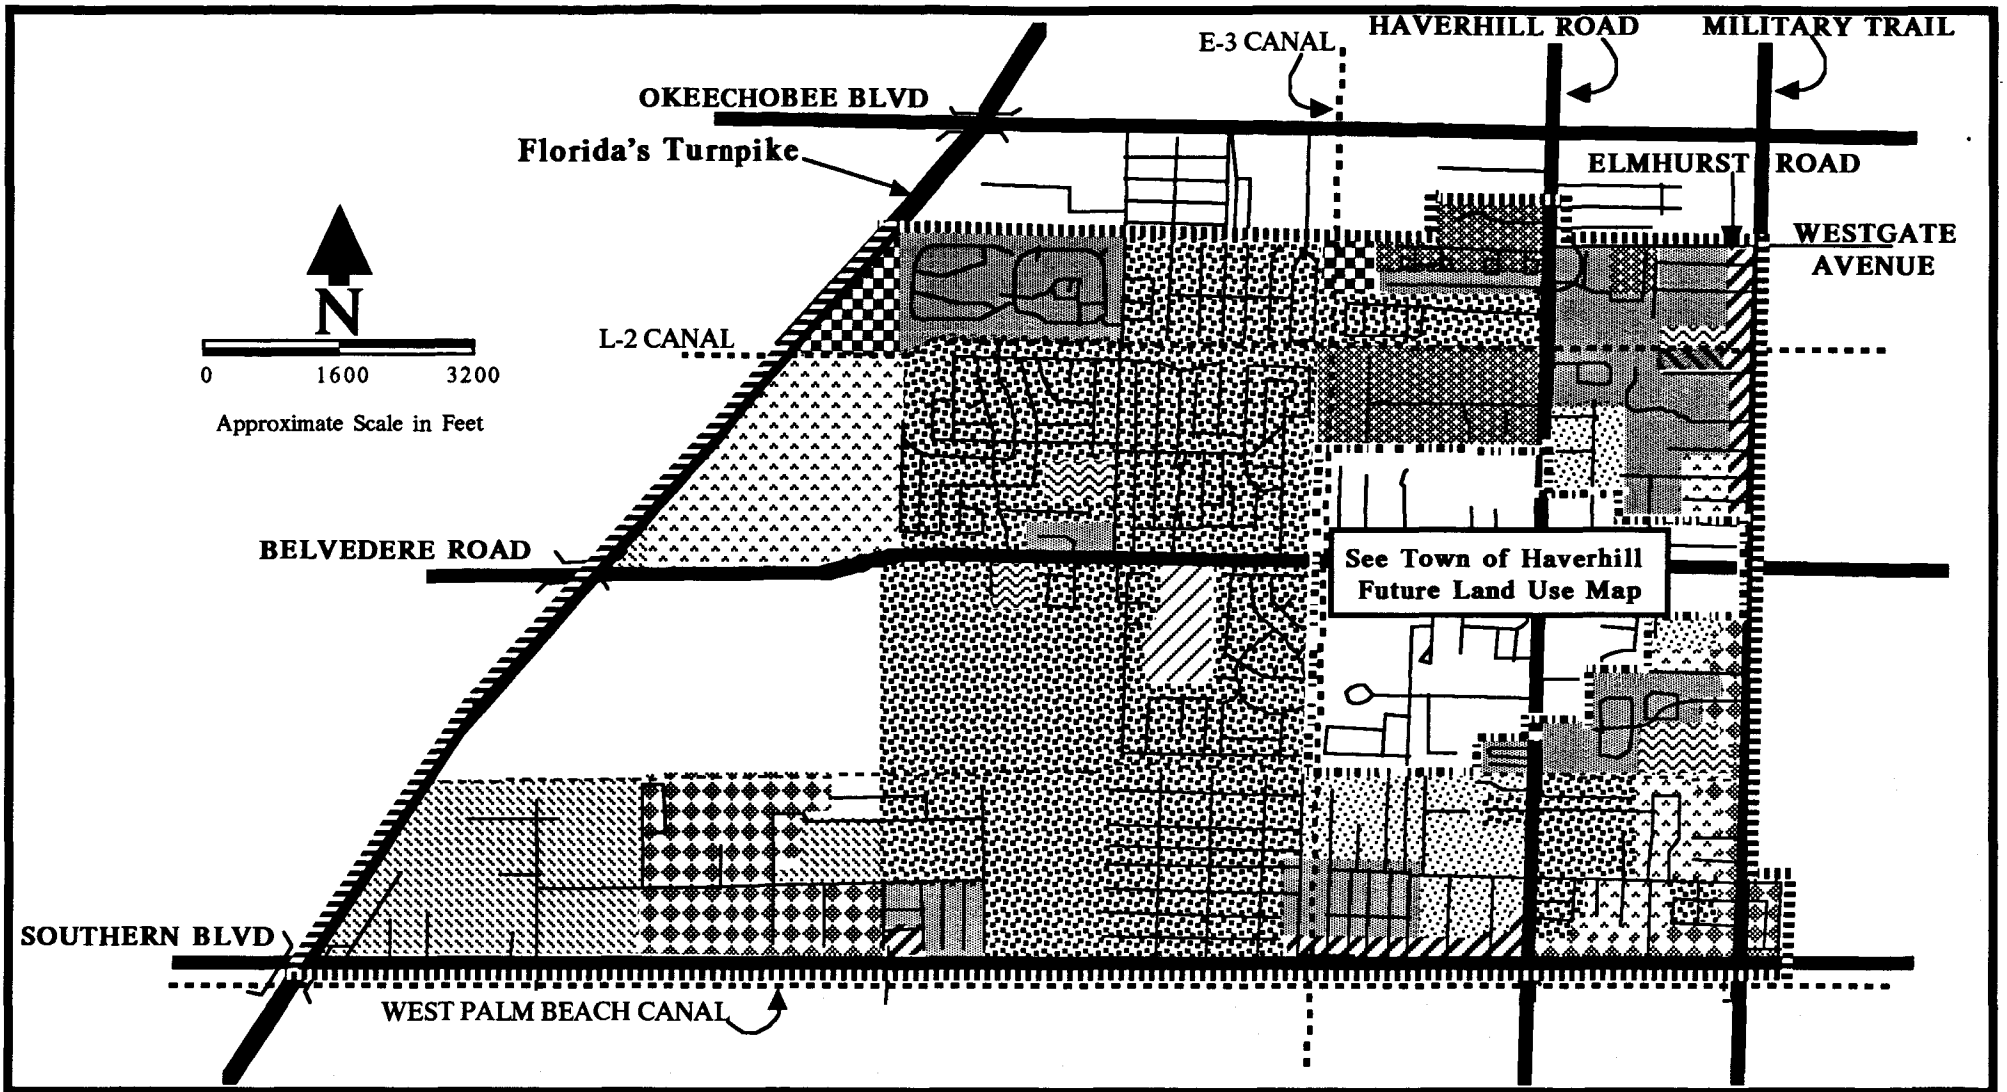 HAVERHILL ROAD
MILITARY TRAIL
E-3 CANAL
OKEECHOBEE BLVD
Florida's Turnpike
ELMHURST ROAD
WESTGATE
AVENUE
N
L-2 CANAL
0 1600 3200
Approximate Scale in Feet
BELVEDERE ROAD
See Town of Haverhill
Future Land Use Map
SOUTHERN BLVD
WEST PALM BEACH CANAL